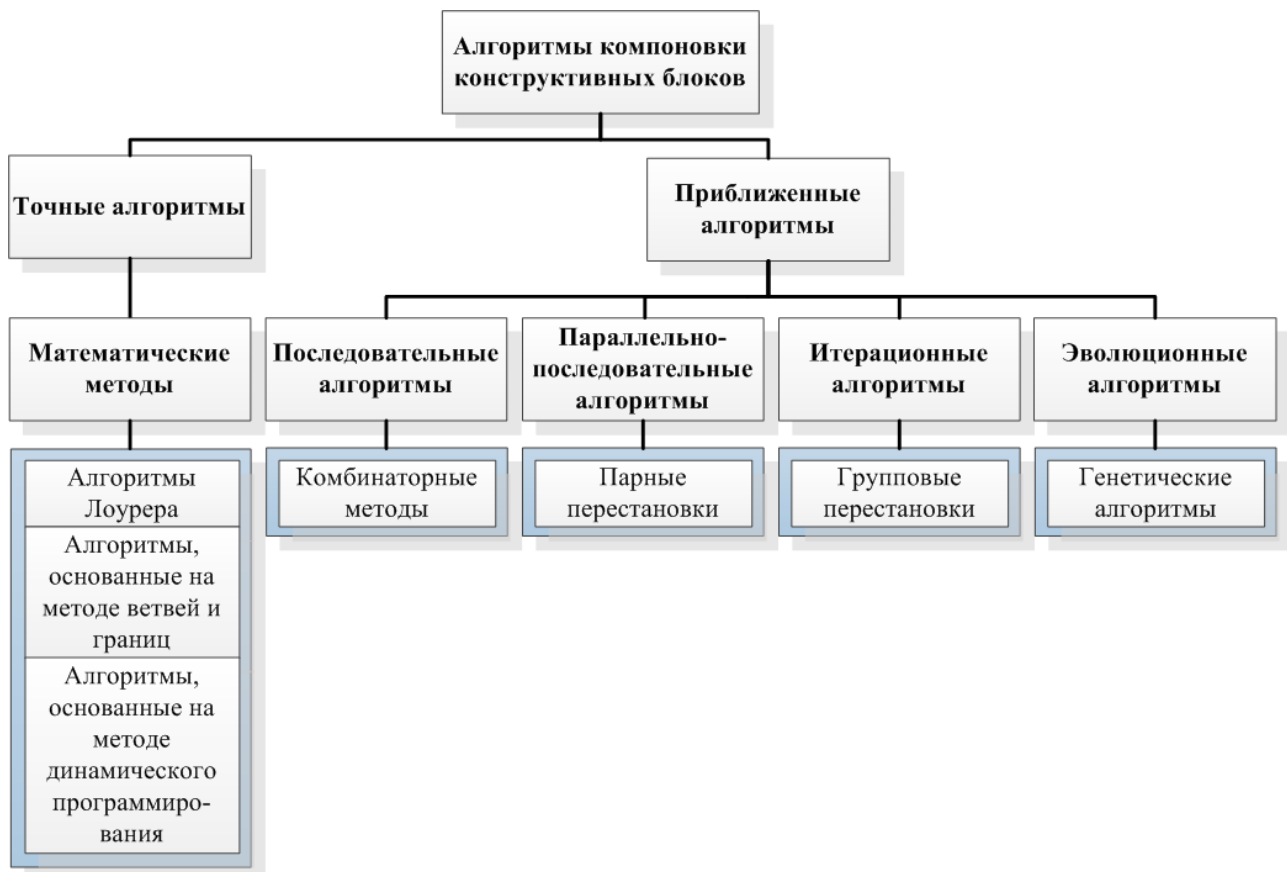 Алгоритмы компоновки
конструктивных блоков
Точные алгоритмы
Приближенные
алгоритмы
Математические
методы
Последовательные
алгоритмы
Параллельно-
последовательные
алгоритмы
Итерационные
алгоритмы
Эволюционные
алгоритмы
Алгоритмы
Лоурера
Алгоритмы,
основанные на
методе ветвей и
границ
Алгоритмы,
основанные на
методе
динамического
программиро-
вания
Комбинаторные
методы
Парные
перестановки
Групповые
перестановки
Генетические
алгоритмы